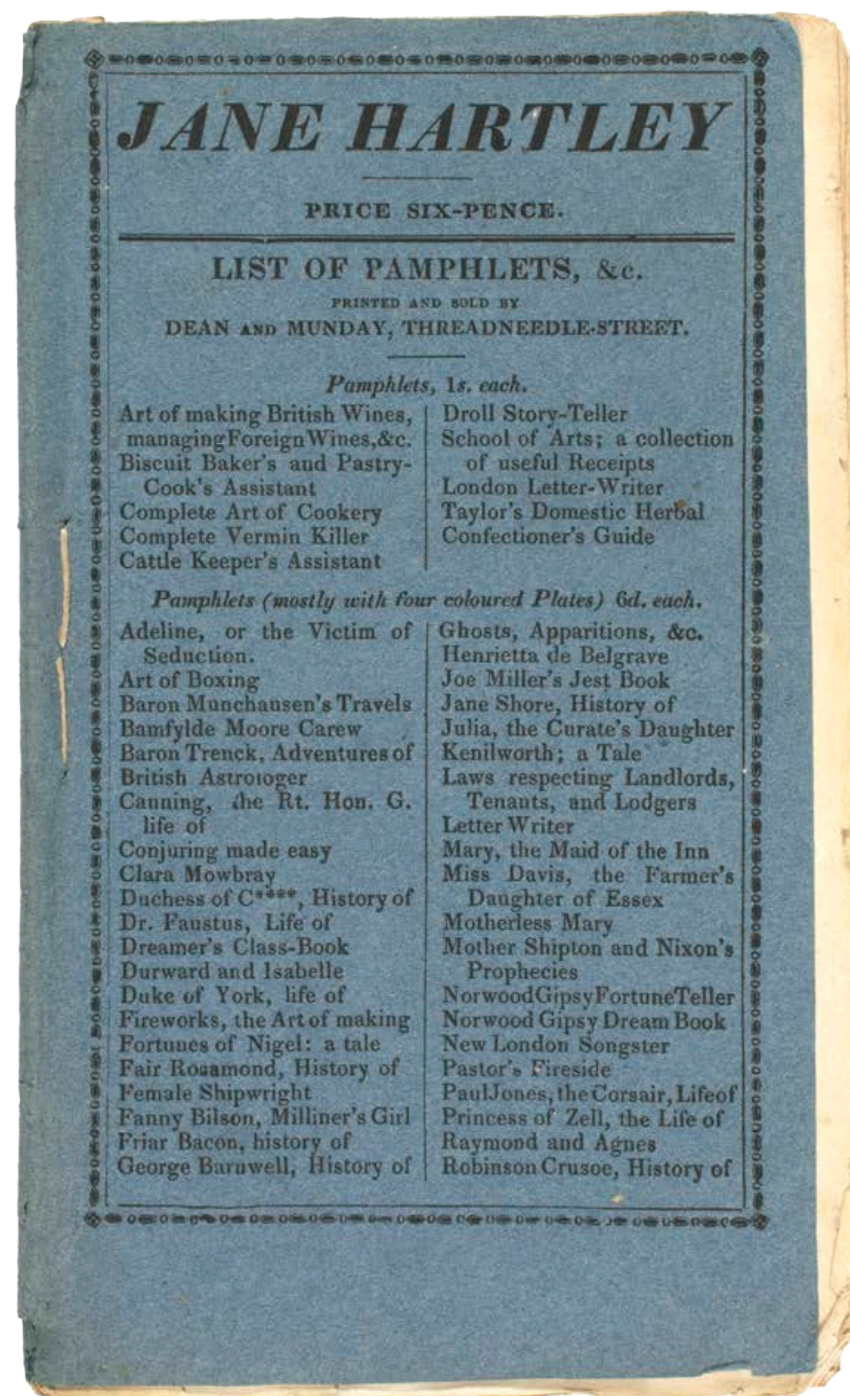 JANE HARTLEY
PRICE SIX-PENCE.
LIST OF PAMPHLETS, &c.
PRINTED AND SOLD BY
DEAN AND MUNDAY, THREADNEEDLE-STREET.
Pamphlets, 1s. each.
Art of making British Wines,
managing Foreign Wines, &c.
Biscuit Baker's and Pastry-
Cook's Assistant
Complete Art of Cookery
Complete Vermin Killer
Cattle Keeper's Assistant
Droll Story-Teller
School of Arts; a collection
of useful Receipts
London Letter-Writer
Taylor's Domestic Herbal
Confectioner's Guide
Pamphlets (mostly with four coloured Plates) 6d. each.
Adeline, or the Victim of
Seduction.
Art of Boxing
Baron Munchausen's Travels
Bamfylde Moore Carew
Baron Trenck, Adventures of
British Astrologer
Canning, the Rt. Hon. G.
life of
Conjuring made easy
Clara Mowbray
Duchess of C****, History of
Dr. Faustus, Life of
Dreamer's Class-Book
Durward and Isabelle
Duke of York, life of
Fireworks, the Art of making
Fortunes of Nigel: a tale
Fair Rosamond, History of
Female Shipwright
Fanny Bilson, Milliner's Girl
Friar Bacon, history of
George Barnwell, History of
Ghosts, Apparitions, &c.
Henrietta de Belgrave
Joe Miller's Jest Book
Jane Shore, History of
Julia, the Curate's Daughter
Kenilworth; a Tale
Laws respecting Landlords,
Tenants, and Lodgers
Letter Writer
Mary, the Maid of the Inn
Miss Davis, the Farmer's
Daughter of Essex
Motherless Mary
Mother Shipton and Nixon's
Prophecies
Norwood Gipsy Fortune Teller
Norwood Gipsy Dream Book
New London Songster
Pastor's Fireside
Paul Jones, the Corsair, Life of
Princess of Zell, the Life of
Raymond and Agnes
Robinson Crusoe, History of